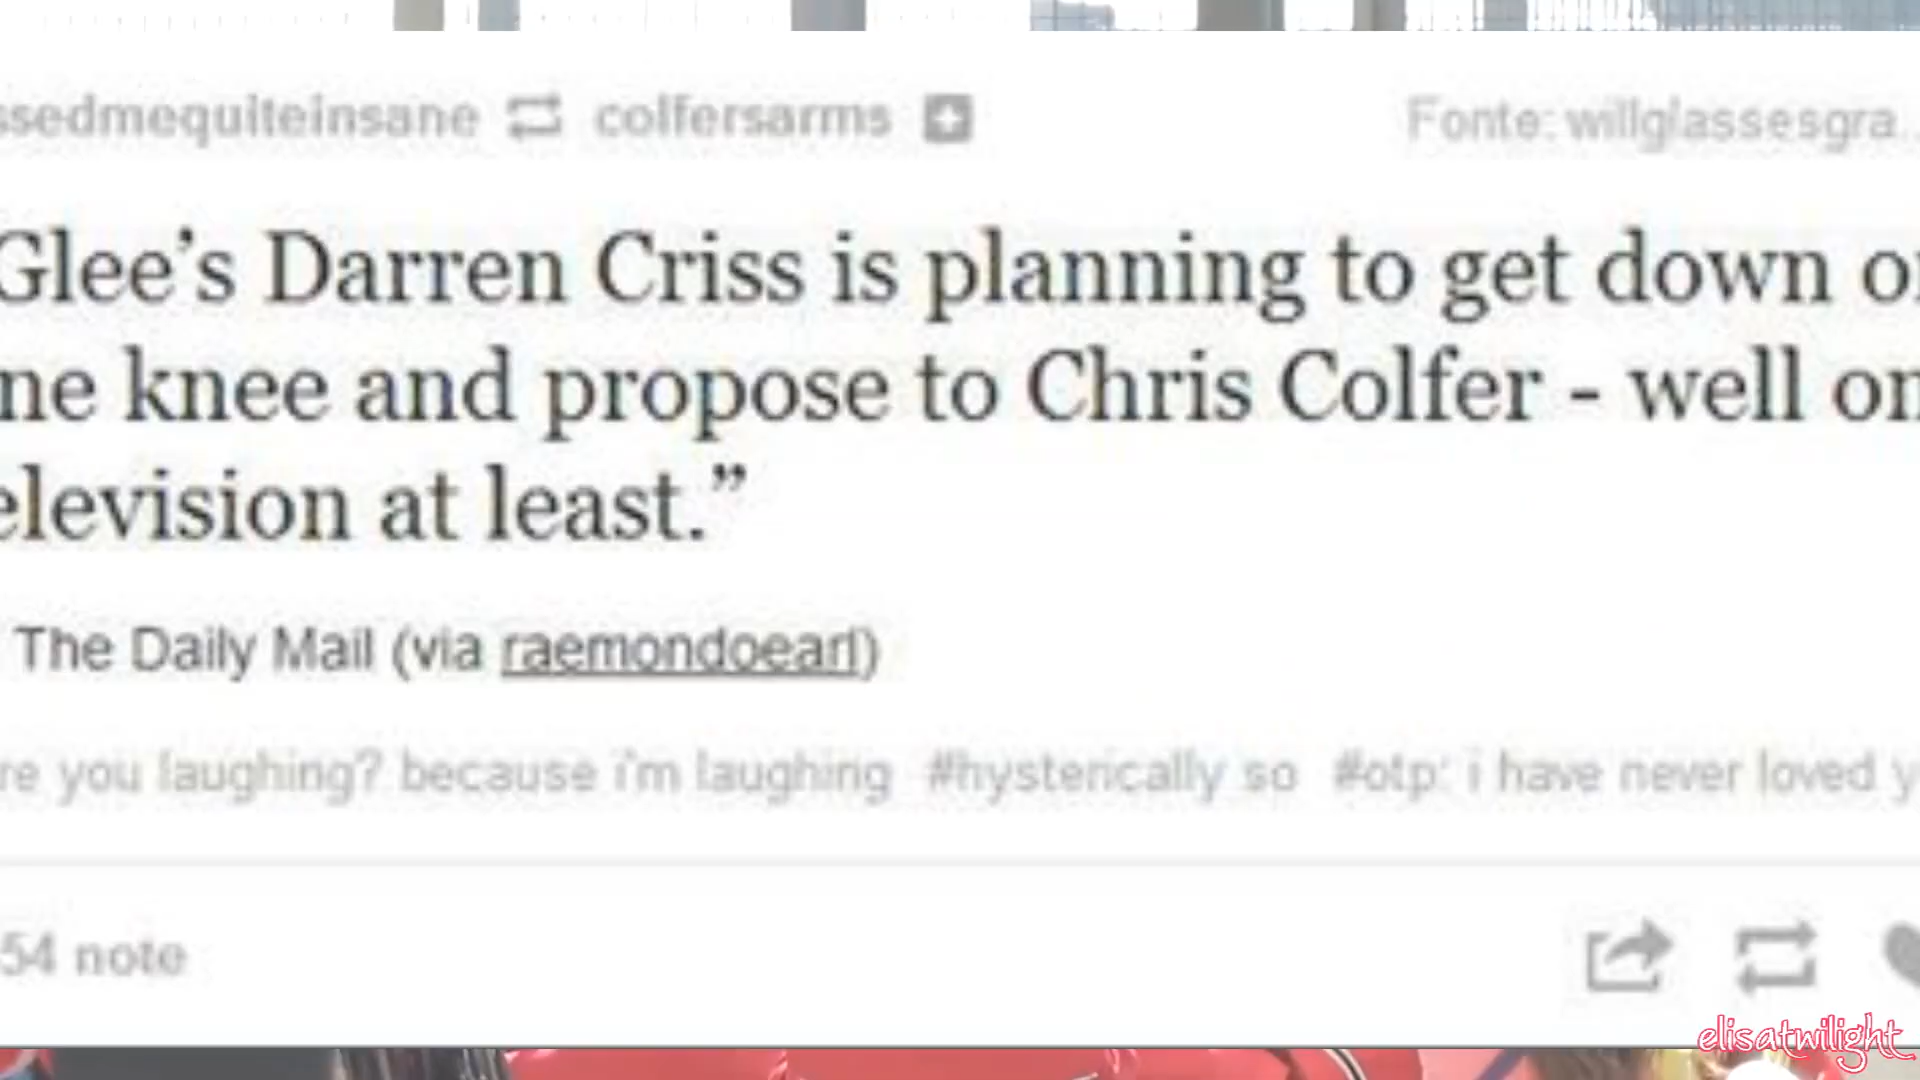 ssedmequiteinsane colfersarms Fonte: willglassesgra...
Glee’s Darren Criss is planning to get down on
ne knee and propose to Chris Colfer - well on
elevision at least.”
The Daily Mail (via raemondoearl)
re you laughing? because i'm laughing #hysterically so #otp: i have never loved y
54 note
elisatwilight